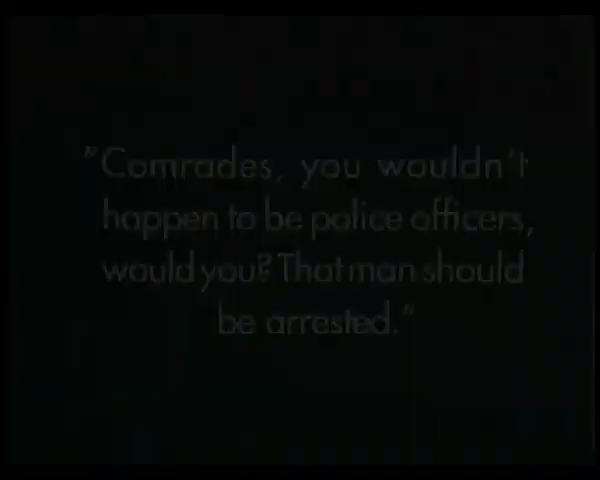 "Comrades, you wouldn't
happen to be police officers,
would you? That man should
be arrested."